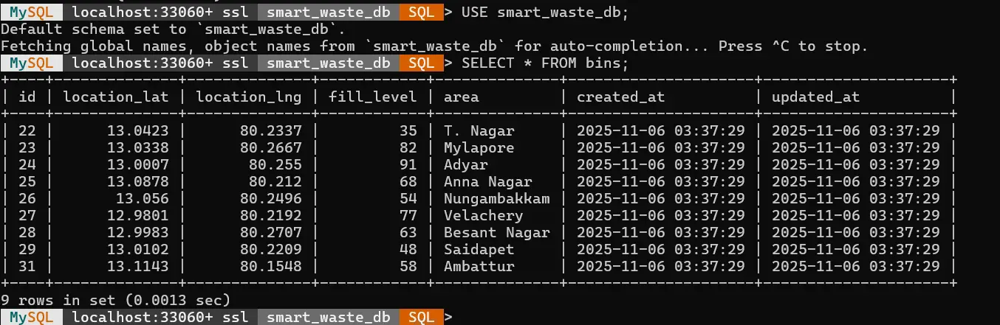 MySQL  localhost:33060+ ssl  smart_waste_db  SQL > USE smart_waste_db;
Default schema set to `smart_waste_db`.
Fetching global names, object names from `smart_waste_db` for auto-completion... Press ^C to stop.
MySQL  localhost:33060+ ssl  smart_waste_db  SQL > SELECT * FROM bins;
+----+--------------+--------------+------------+--------------+---------------------+---------------------+
| id | location_lat | location_lng | fill_level | area         | created_at          | updated_at          |
+----+--------------+--------------+------------+--------------+---------------------+---------------------+
| 22 |      13.0423 |      80.2337 |         35 | T. Nagar     | 2025-11-06 03:37:29 | 2025-11-06 03:37:29 |
| 23 |      13.0338 |      80.2667 |         82 | Mylapore     | 2025-11-06 03:37:29 | 2025-11-06 03:37:29 |
| 24 |      13.0007 |       80.255 |         91 | Adyar        | 2025-11-06 03:37:29 | 2025-11-06 03:37:29 |
| 25 |      13.0878 |       80.212 |         68 | Anna Nagar   | 2025-11-06 03:37:29 | 2025-11-06 03:37:29 |
| 26 |       13.056 |      80.2496 |         54 | Nungambakkam | 2025-11-06 03:37:29 | 2025-11-06 03:37:29 |
| 27 |      12.9801 |      80.2192 |         77 | Velachery    | 2025-11-06 03:37:29 | 2025-11-06 03:37:29 |
| 28 |      12.9983 |      80.2707 |         63 | Besant Nagar | 2025-11-06 03:37:29 | 2025-11-06 03:37:29 |
| 29 |      13.0102 |      80.2209 |         48 | Saidapet     | 2025-11-06 03:37:29 | 2025-11-06 03:37:29 |
| 31 |      13.1143 |      80.1548 |         58 | Ambattur     | 2025-11-06 03:37:29 | 2025-11-06 03:37:29 |
+----+--------------+--------------+------------+--------------+---------------------+---------------------+
9 rows in set (0.0013 sec)
MySQL  localhost:33060+ ssl  smart_waste_db  SQL >